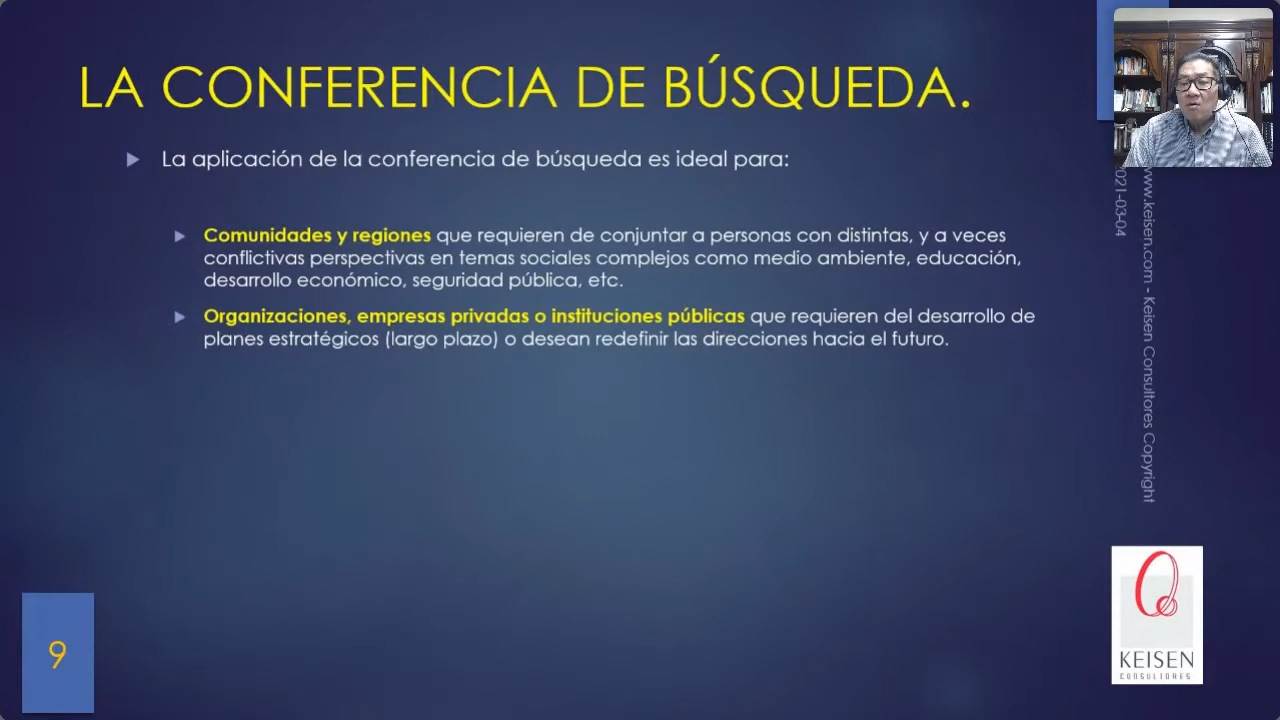 LA CONFERENCIA DE BÚSQUEDA.
La aplicación de la conferencia de búsqueda es ideal para:
Comunidades y regiones que requieren de conjuntar a personas con distintas, y a veces
conflictivas perspectivas en temas sociales complejos como medio ambiente, educación,
desarrollo económico, seguridad pública, etc.
Organizaciones, empresas privadas o instituciones públicas que requieren del desarrollo de
planes estratégicos (largo plazo) o desean redefinir las direcciones hacia el futuro.
021-03-04
www.keisen.com - Keisen Consultores Copyright
KEISEN
CONSULTORES
9